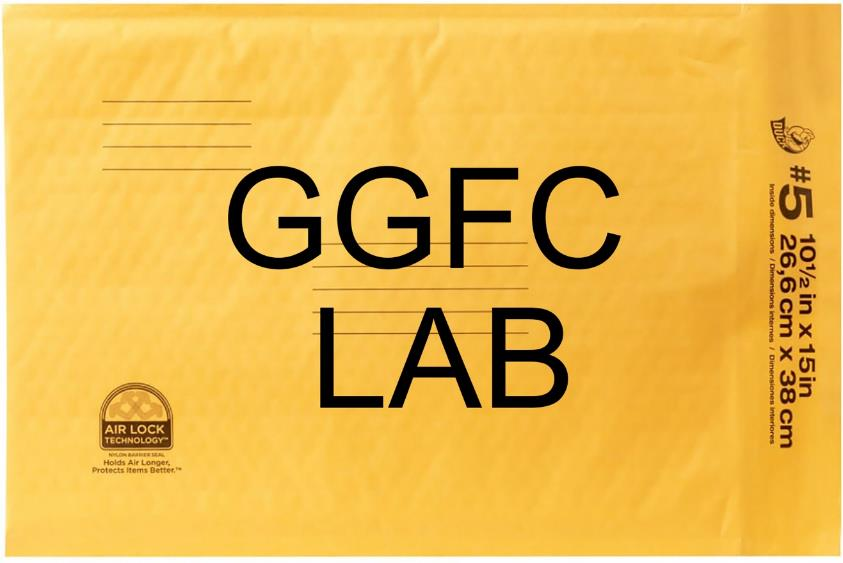 GGFC
LAB
DUCK
#5
10½ in x 15 in
26,6 cm x 38 cm
Inside dimensions / Dimensions internes / Dimensiones interiores
AIR LOCK
TECHNOLOGY™
NYLON BARRIER SEAL
Holds Air Longer,
Protects Items Better.™